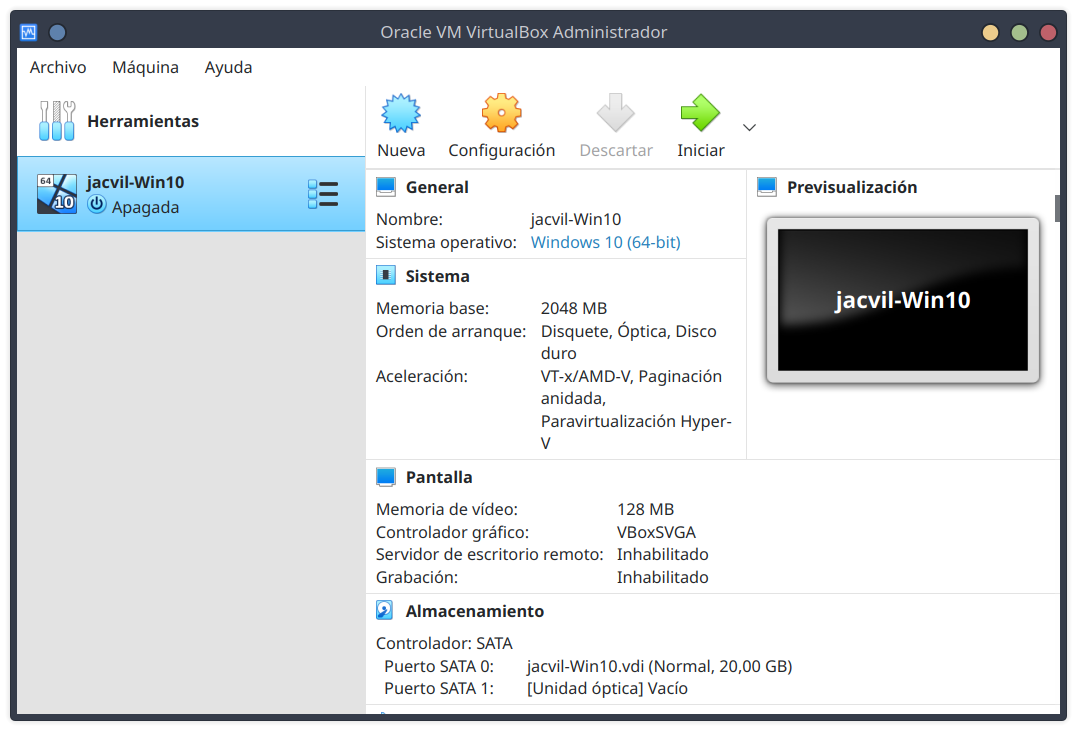 Oracle VM VirtualBox Administrador
Archivo Máquina Ayuda
Herramientas
64
10
jacvil-Win10
Apagada
Nueva Configuración Descartar Iniciar
General
Nombre: jacvil-Win10
Sistema operativo: Windows 10 (64-bit)
Sistema
Memoria base: 2048 MB
Orden de arranque: Disquete, Óptica, Disco
duro
Aceleración: VT-x/AMD-V, Paginación
anidada,
Paravirtualización Hyper-
V
Previsualización
jacvil-Win10
Pantalla
Memoria de vídeo: 128 MB
Controlador gráfico: VBoxSVGA
Servidor de escritorio remoto: Inhabilitado
Grabación: Inhabilitado
Almacenamiento
Controlador: SATA
Puerto SATA 0: jacvil-Win10.vdi (Normal, 20,00 GB)
Puerto SATA 1: [Unidad óptica] Vacío